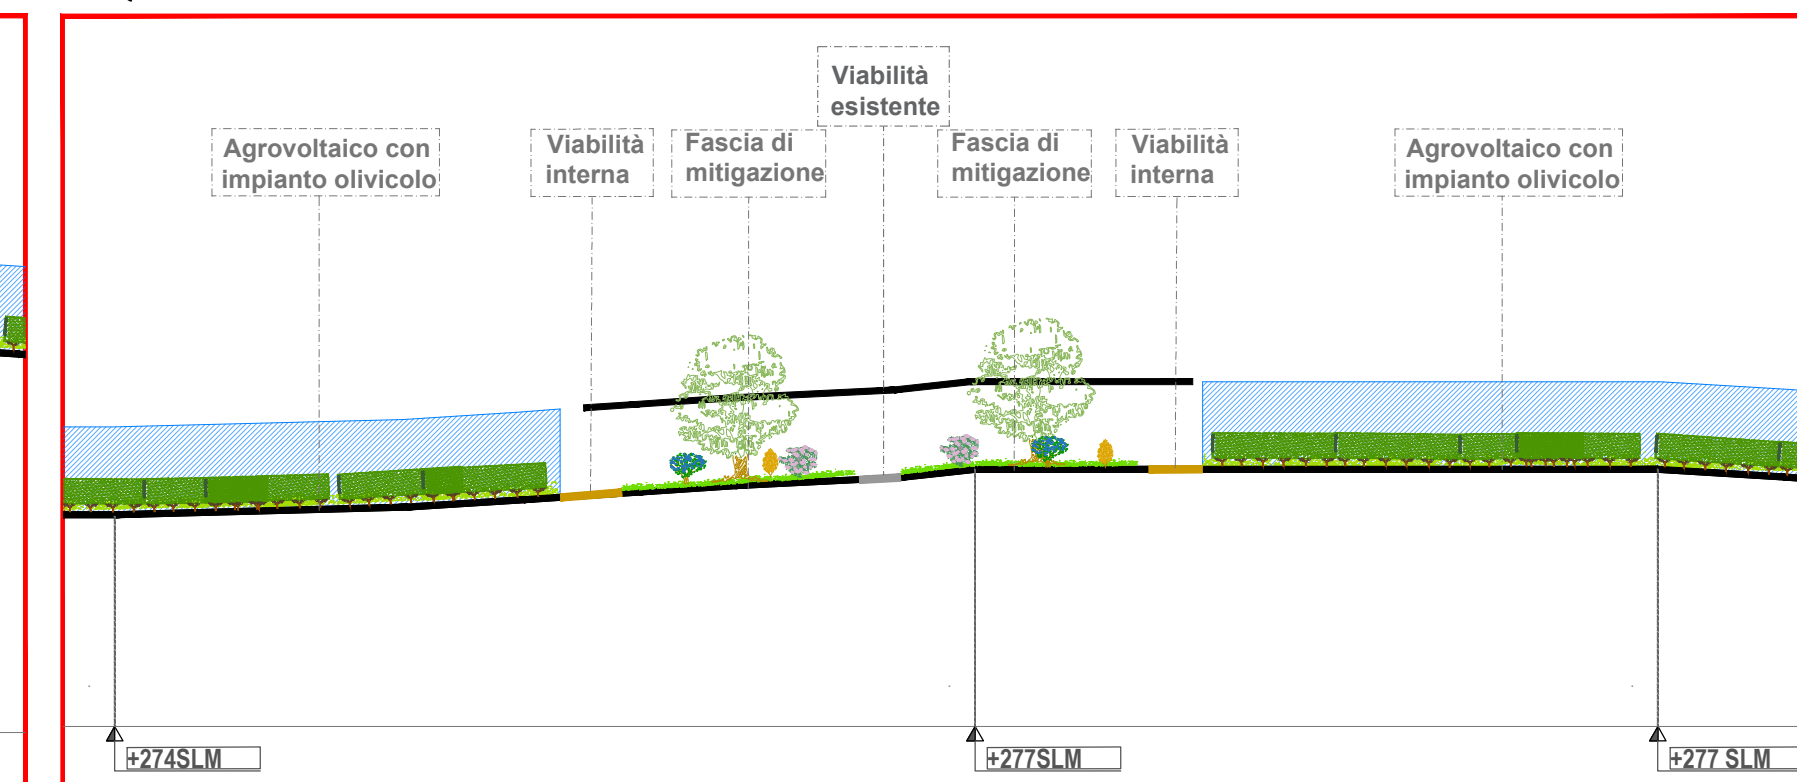 Viabilità
esistente
Agrovoltaico con
impianto olivicolo
Viabilità
interna
Fascia di
mitigazione
Fascia di
mitigazione
Viabilità
interna
Agrovoltaico con
impianto olivicolo
+274SLM
+277SLM
+277 SLM